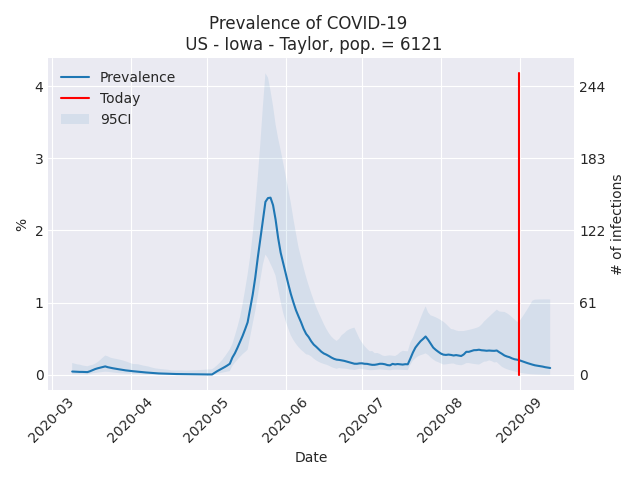 Prevalence of COVID-19
US - Iowa - Taylor, pop. = 6121
Prevalence
Today
95CI
%
4
3
2
1
0
244
183
122
61
0
# of infections
2020-03
2020-04
2020-05
2020-06
2020-07
2020-08
2020-09
Date